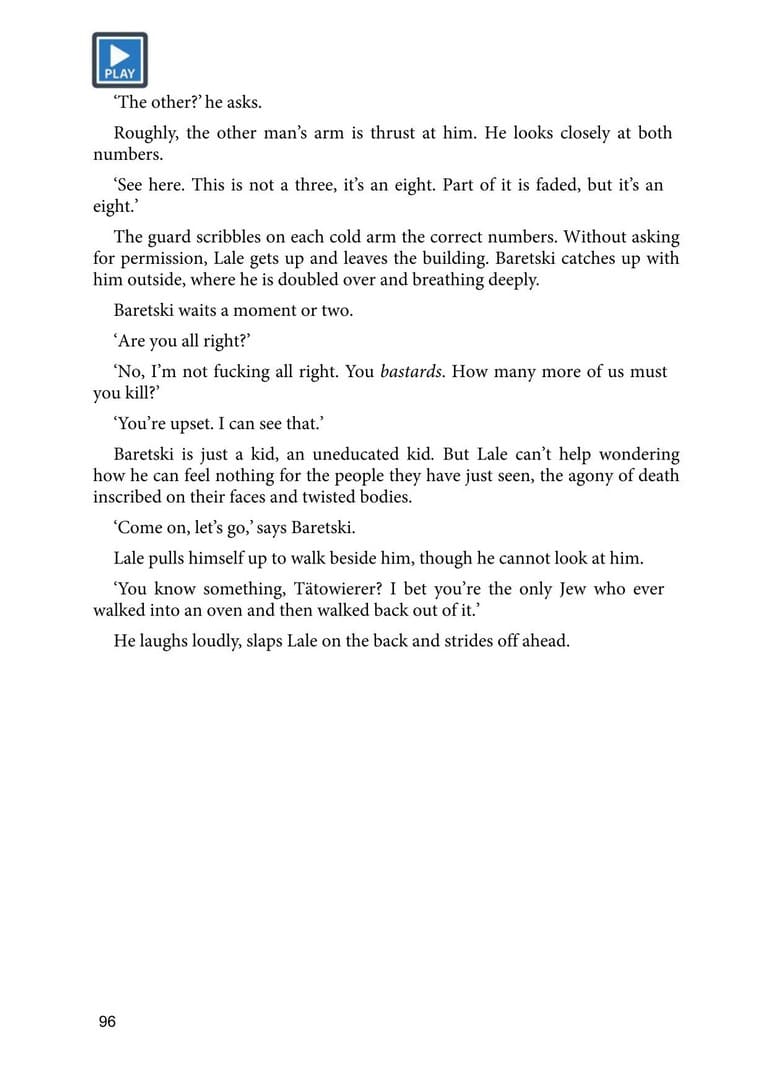 PLAY
‘The other?’ he asks.
Roughly, the other man’s arm is thrust at him. He looks closely at both
numbers.
‘See here. This is not a three, it’s an eight. Part of it is faded, but it’s an
eight.’
The guard scribbles on each cold arm the correct numbers. Without asking
for permission, Lale gets up and leaves the building. Baretski catches up with
him outside, where he is doubled over and breathing deeply.
Baretski waits a moment or two.
‘Are you all right?’
‘No, I’m not fucking all right. You bastards. How many more of us must
you kill?’
‘You’re upset. I can see that.’
Baretski is just a kid, an uneducated kid. But Lale can’t help wondering
how he can feel nothing for the people they have just seen, the agony of death
inscribed on their faces and twisted bodies.
‘Come on, let’s go,’ says Baretski.
Lale pulls himself up to walk beside him, though he cannot look at him.
‘You know something, Tätowierer? I bet you’re the only Jew who ever
walked into an oven and then walked back out of it.’
He laughs loudly, slaps Lale on the back and strides off ahead.
96